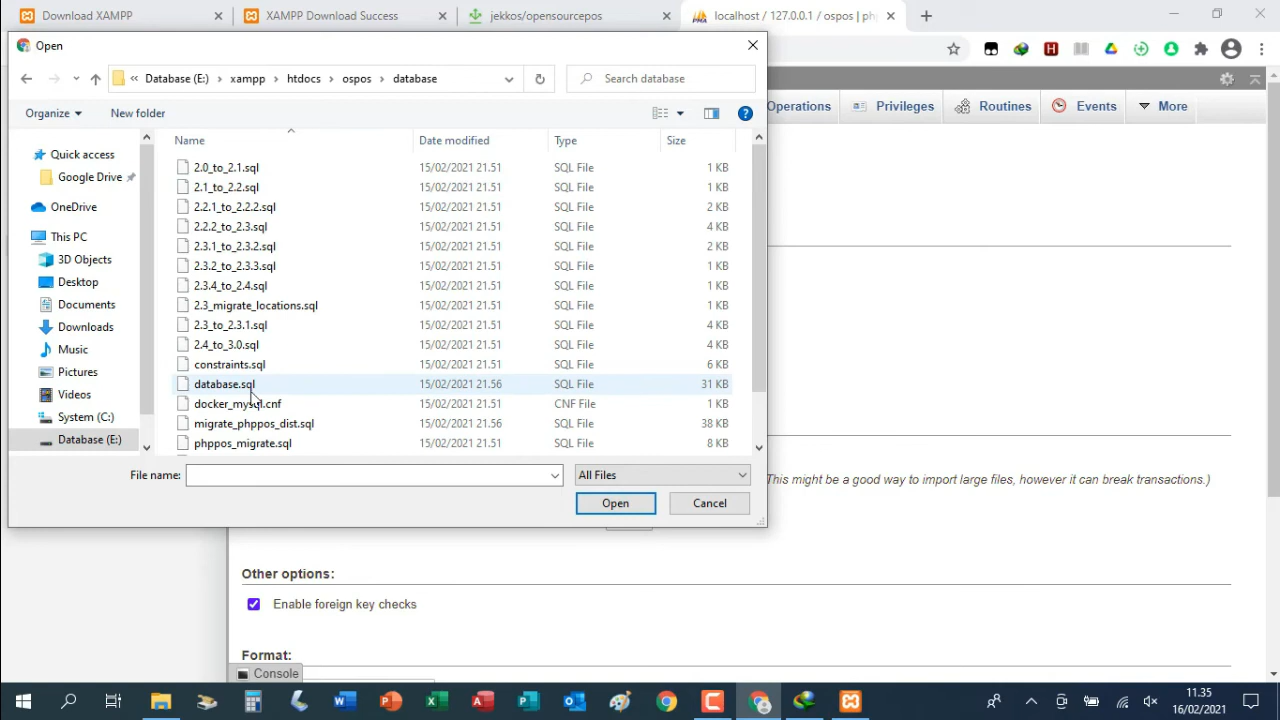 Download XAMPP
XAMPP Download Success
jekkos/opensourcepos
localhost / 127.0.0.1 / ospos | ph
Open
Database (E:) > xampp > htdocs > ospos > database
Search database
Organize
New folder
Operations
Privileges
Routines
Events
More
Name
Date modified
Type
Size
Quick access
Google Drive
OneDrive
This PC
3D Objects
Desktop
Documents
Downloads
Music
Pictures
Videos
System (C:)
Database (E:)
2.0_to_2.1.sql 15/02/2021 21.51 SQL File 1 KB
2.1_to_2.2.sql 15/02/2021 21.51 SQL File 1 KB
2.2.1_to_2.2.2.sql 15/02/2021 21.51 SQL File 2 KB
2.2.2_to_2.3.sql 15/02/2021 21.51 SQL File 4 KB
2.3.1_to_2.3.2.sql 15/02/2021 21.51 SQL File 2 KB
2.3.2_to_2.3.3.sql 15/02/2021 21.51 SQL File 1 KB
2.3.4_to_2.4.sql 15/02/2021 21.51 SQL File 1 KB
2.3_migrate_locations.sql 15/02/2021 21.51 SQL File 1 KB
2.3_to_2.3.1.sql 15/02/2021 21.51 SQL File 4 KB
2.4_to_3.0.sql 15/02/2021 21.51 SQL File 4 KB
constraints.sql 15/02/2021 21.51 SQL File 6 KB
database.sql 15/02/2021 21.56 SQL File 31 KB
docker_mysql.cnf 15/02/2021 21.51 CNF File 1 KB
migrate_phppos_dist.sql 15/02/2021 21.56 SQL File 38 KB
phppos_migrate.sql 15/02/2021 21.51 SQL File 8 KB
File name:
All Files
Open
Cancel
This might be a good way to import large files, however it can break transactions.)
Other options:
Enable foreign key checks
Format:
Console
11.35
16/02/2021